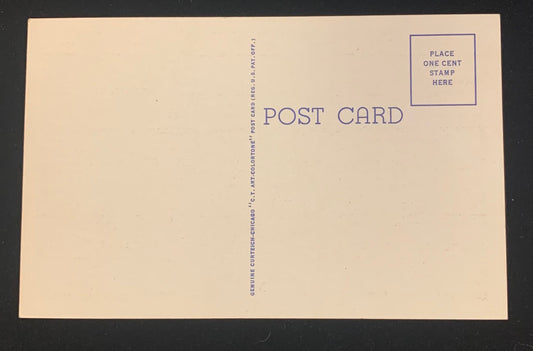 GENUINE CURTEICH-CHICAGO "C.T. ART-COLORTONE" POST CARD (REG. U.S. PAT. OFF.)
POST CARD
PLACE
ONE CENT
STAMP
HERE